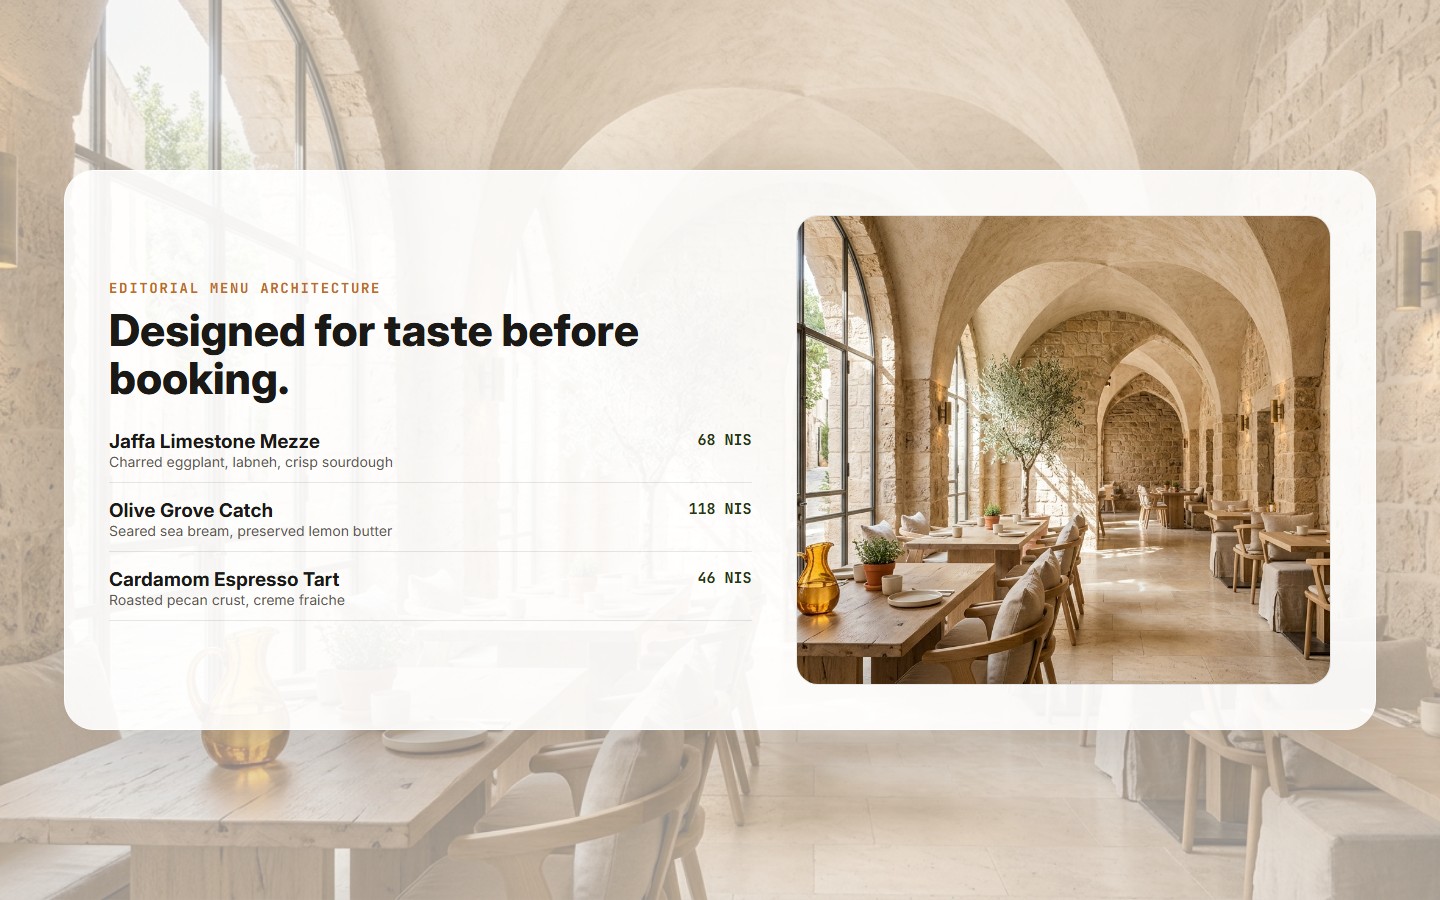 EDITORIAL MENU ARCHITECTURE
Designed for taste before
booking.
Jaffa Limestone Mezze
68 NIS
Charred eggplant, labneh, crisp sourdough
Olive Grove Catch
118 NIS
Seared sea bream, preserved lemon butter
Cardamom Espresso Tart
46 NIS
Roasted pecan crust, creme fraiche